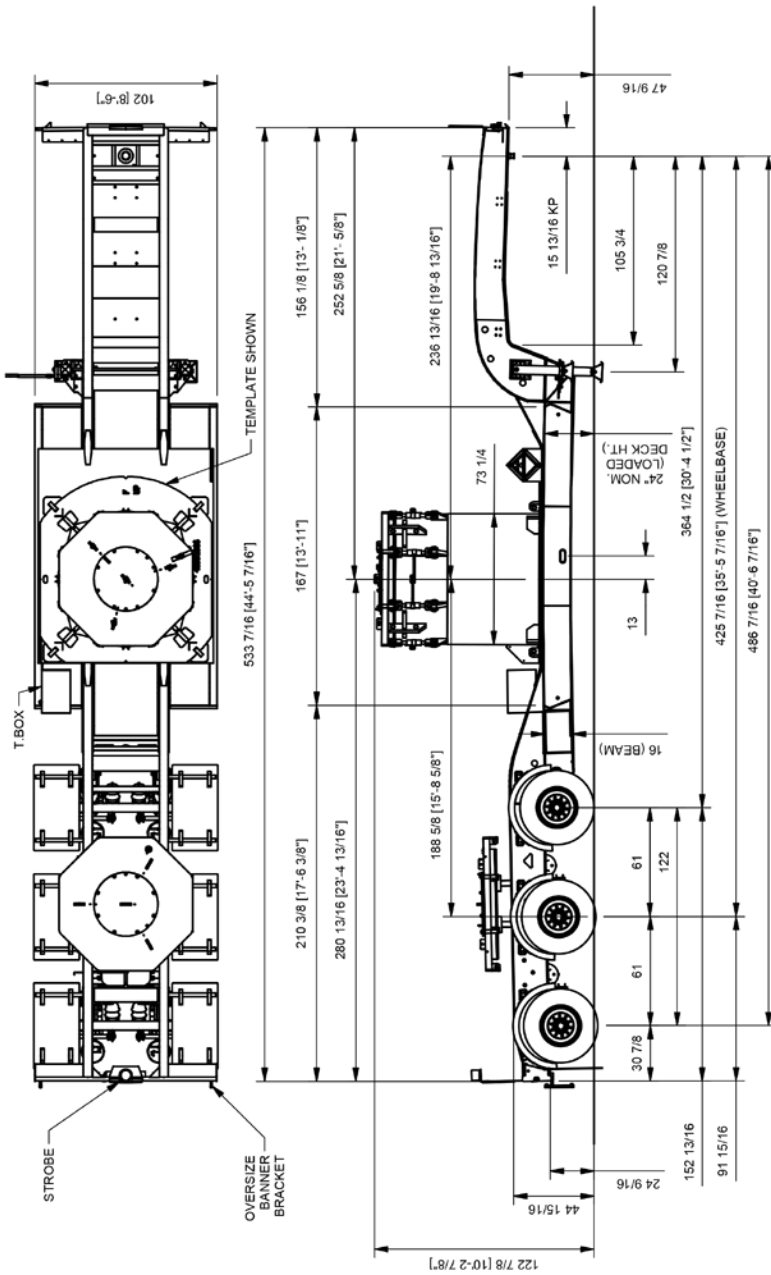 102 [8'-6"]
T.BOX
TEMPLATE SHOWN
STROBE
OVERSIZE
BANNER
BRACKET
533 7/16 [44'-5 7/16"]
210 3/8 [17'-6 3/8"]
167 [13'-11"]
156 1/8 [13'- 1/8"]
280 13/16 [23'-4 13/16"]
252 5/8 [21'- 5/8"]
188 5/8 [15'-8 5/8"]
236 13/16 [19'-8 13/16"]
73 1/4
47 9/16
15 13/16 KP
105 3/4
120 7/8
24" NOM.
(LOADED
DECK HT.)
13
16 (BEAM)
61
61
122
30 7/8
364 1/2 [30'-4 1/2"]
152 13/16
425 7/16 [35'-5 7/16"] (WHEELBASE)
91 15/16
486 7/16 [40'-6 7/16"]
24 9/16
44 15/16
122 7/8 [10'-2 7/8"]